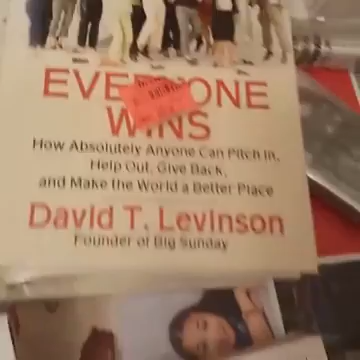 EVERYONE
WINS
How Absolutely Anyone Can Pitch In,
Help Out, Give Back,
and Make the World a Better Place
David T. Levinson
Founder of Big Sunday